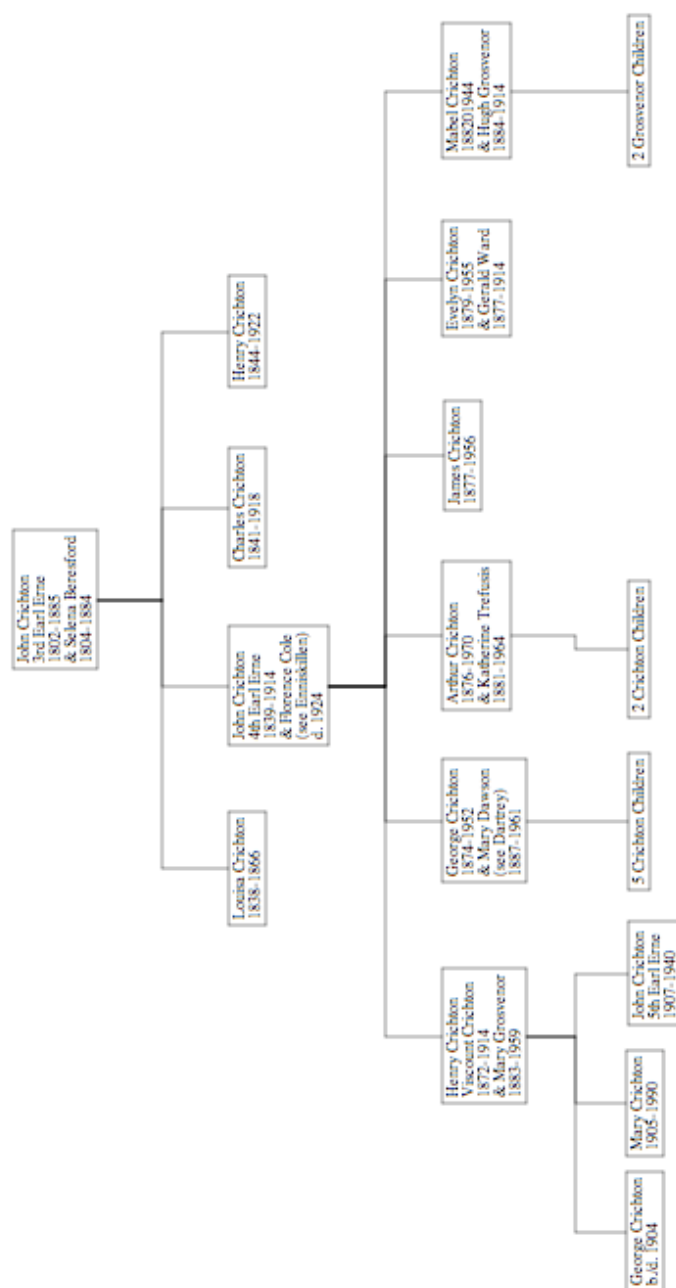 John Crichton
3rd Earl Erne
1802-1885
& Selena Beresford
1804-1884
Louisa Crichton
1838-1866
John Crichton
4th Earl Erne
1839-1914
& Florence Cole
(see Enniskillen)
d. 1924
Charles Crichton
1841-1918
Henry Crichton
1844-1922
Henry Crichton
Viscount Crichton
1872-1914
& Mary Grosvenor
1883-1959
George Crichton
1874-1952
& Mary Dawson
(see Dartrey)
1887-1961
Arthur Crichton
1876-1970
& Katherine Trefusis
1881-1964
James Crichton
1877-1956
Evelyn Crichton
1879-1955
& Gerald Ward
1877-1914
Mabel Crichton
188201944
& Hugh Grosvenor
1884-1914
George Crichton
b./d. 1904
Mary Crichton
1905-1990
John Crichton
5th Earl Erne
1907-1940
5 Crichton Children
2 Crichton Children
2 Grosvenor Children